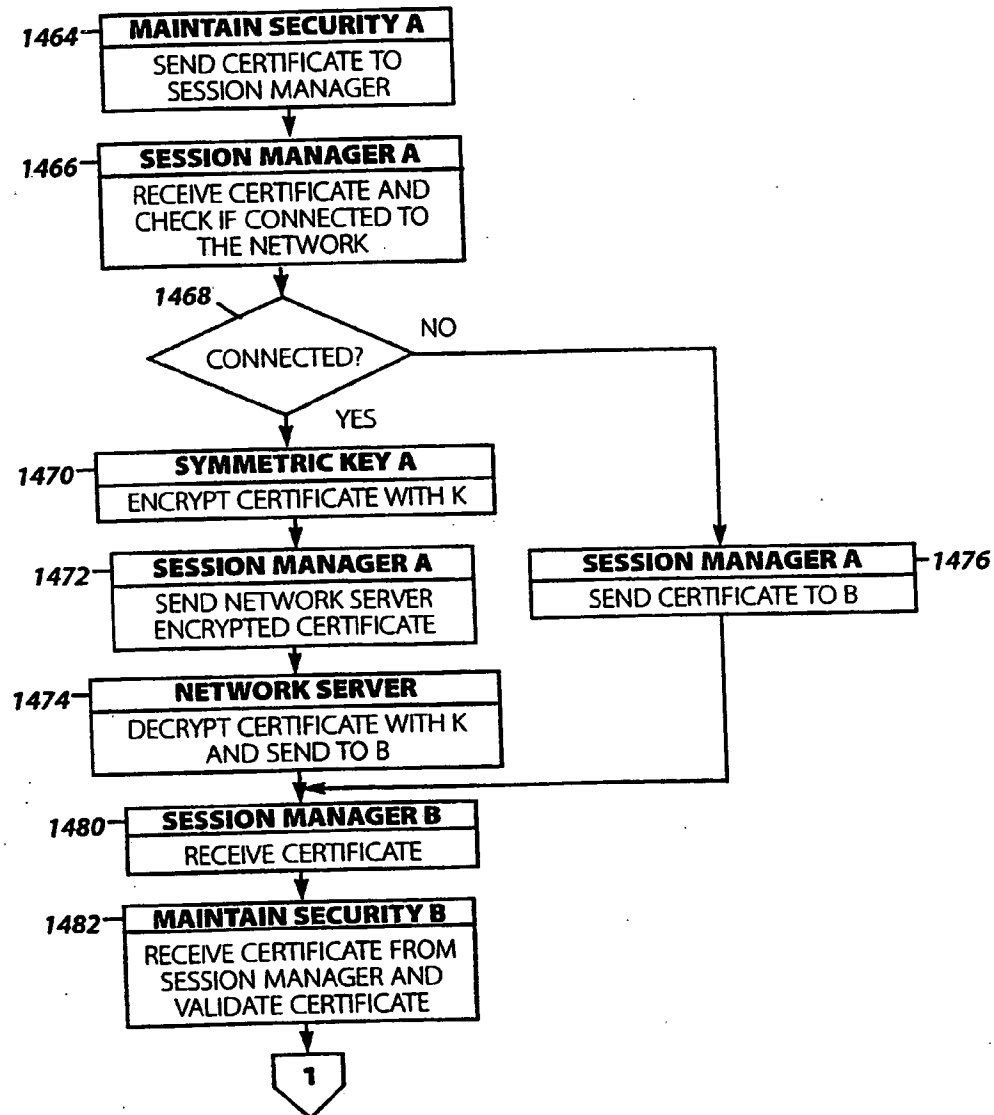 1464
MAINTAIN SECURITY A
SEND CERTIFICATE TO
SESSION MANAGER
1466
SESSION MANAGER A
RECEIVE CERTIFICATE AND
CHECK IF CONNECTED TO
THE NETWORK
1468
CONNECTED?
NO
YES
1470
SYMMETRIC KEY A
ENCRYPT CERTIFICATE WITH K
1472
SESSION MANAGER A
SEND NETWORK SERVER
ENCRYPTED CERTIFICATE
SESSION MANAGER A
1476
SEND CERTIFICATE TO B
1474
NETWORK SERVER
DECRYPT CERTIFICATE WITH K
AND SEND TO B
1480
SESSION MANAGER B
RECEIVE CERTIFICATE
1482
MAINTAIN SECURITY B
RECEIVE CERTIFICATE FROM
SESSION MANAGER AND
VALIDATE CERTIFICATE
1